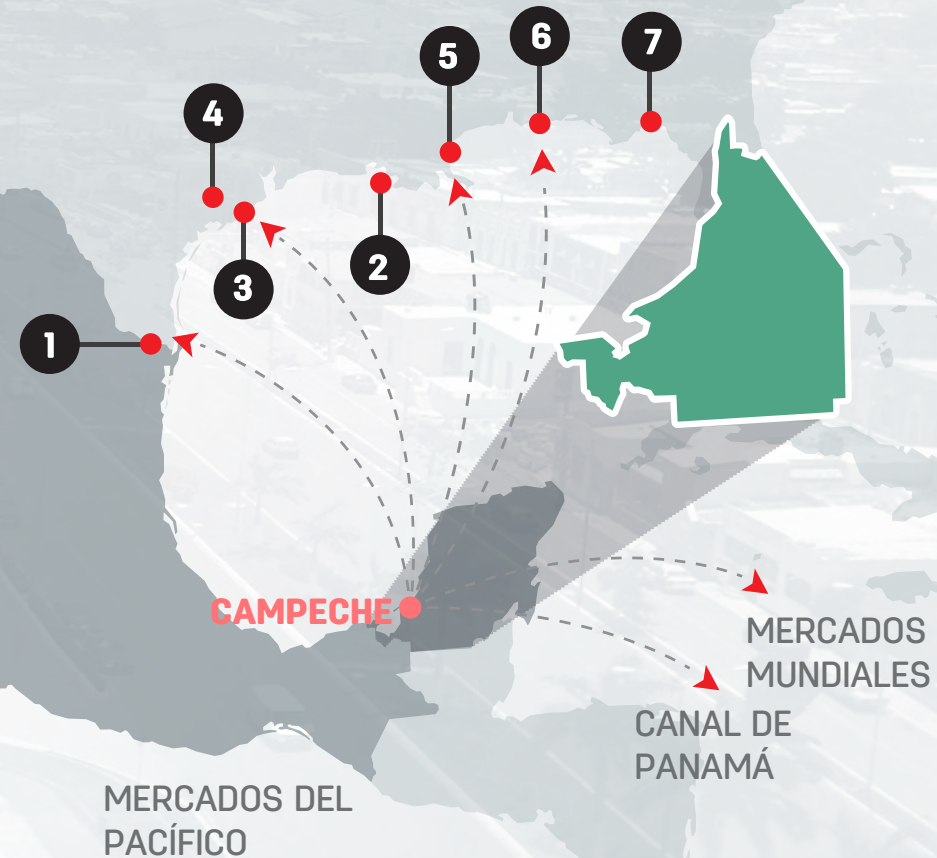 6
7
5
4
2
3
1
CAMPECHE
MERCADOS
MUNDIALES
CANAL DE
PANAMÁ
MERCADOS DEL
PACÍFICO